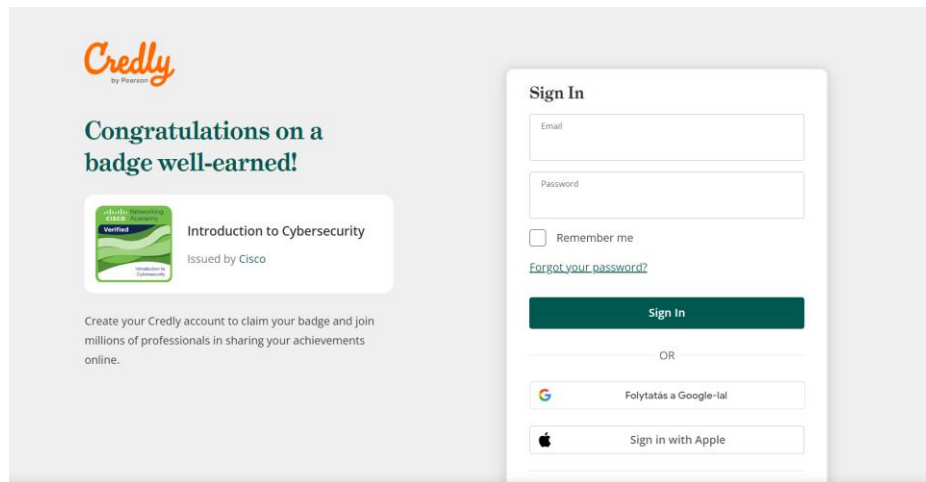 Credly
by Pearson
Congratulations on a
badge well-earned!
cisco Networking
Academy
Verified
Introduction to
Cybersecurity
Introduction to Cybersecurity
Issued by Cisco
Create your Credly account to claim your badge and join
millions of professionals in sharing your achievements
online.
Sign In
Email
Password
Remember me
Forgot your password?
Sign In
OR
Folytatás a Google-lal
Sign in with Apple